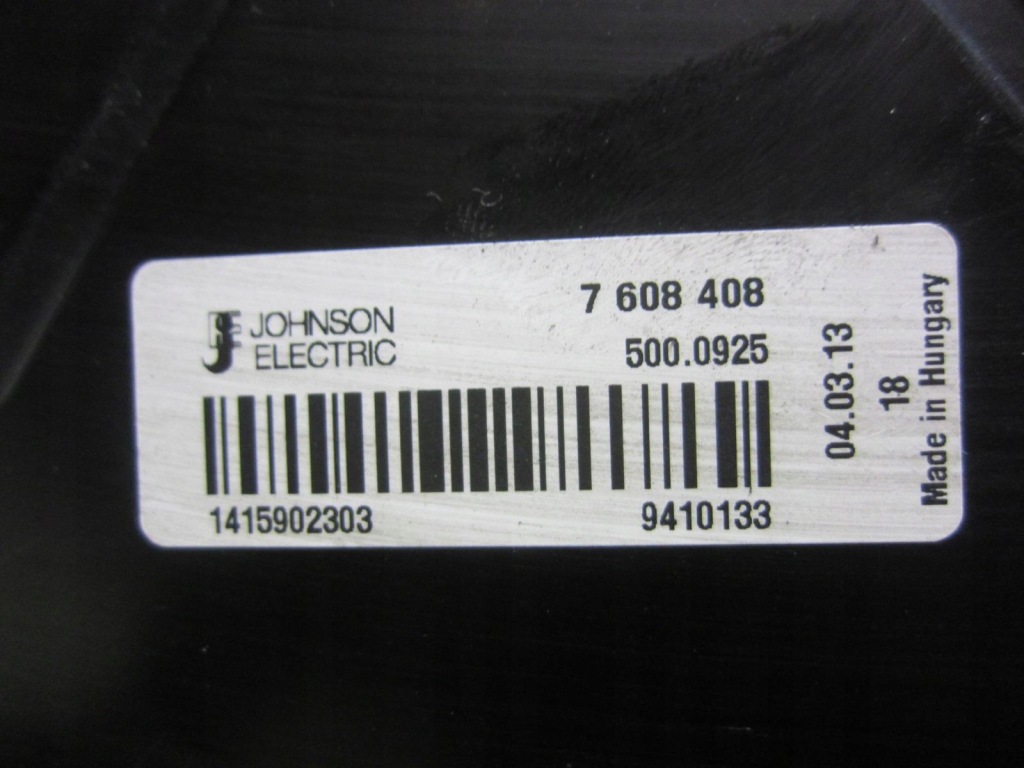 JOHNSON
ELECTRIC
7 608 408
500.0925
1415902303
9410133
04.03.13
18
Made in Hungary